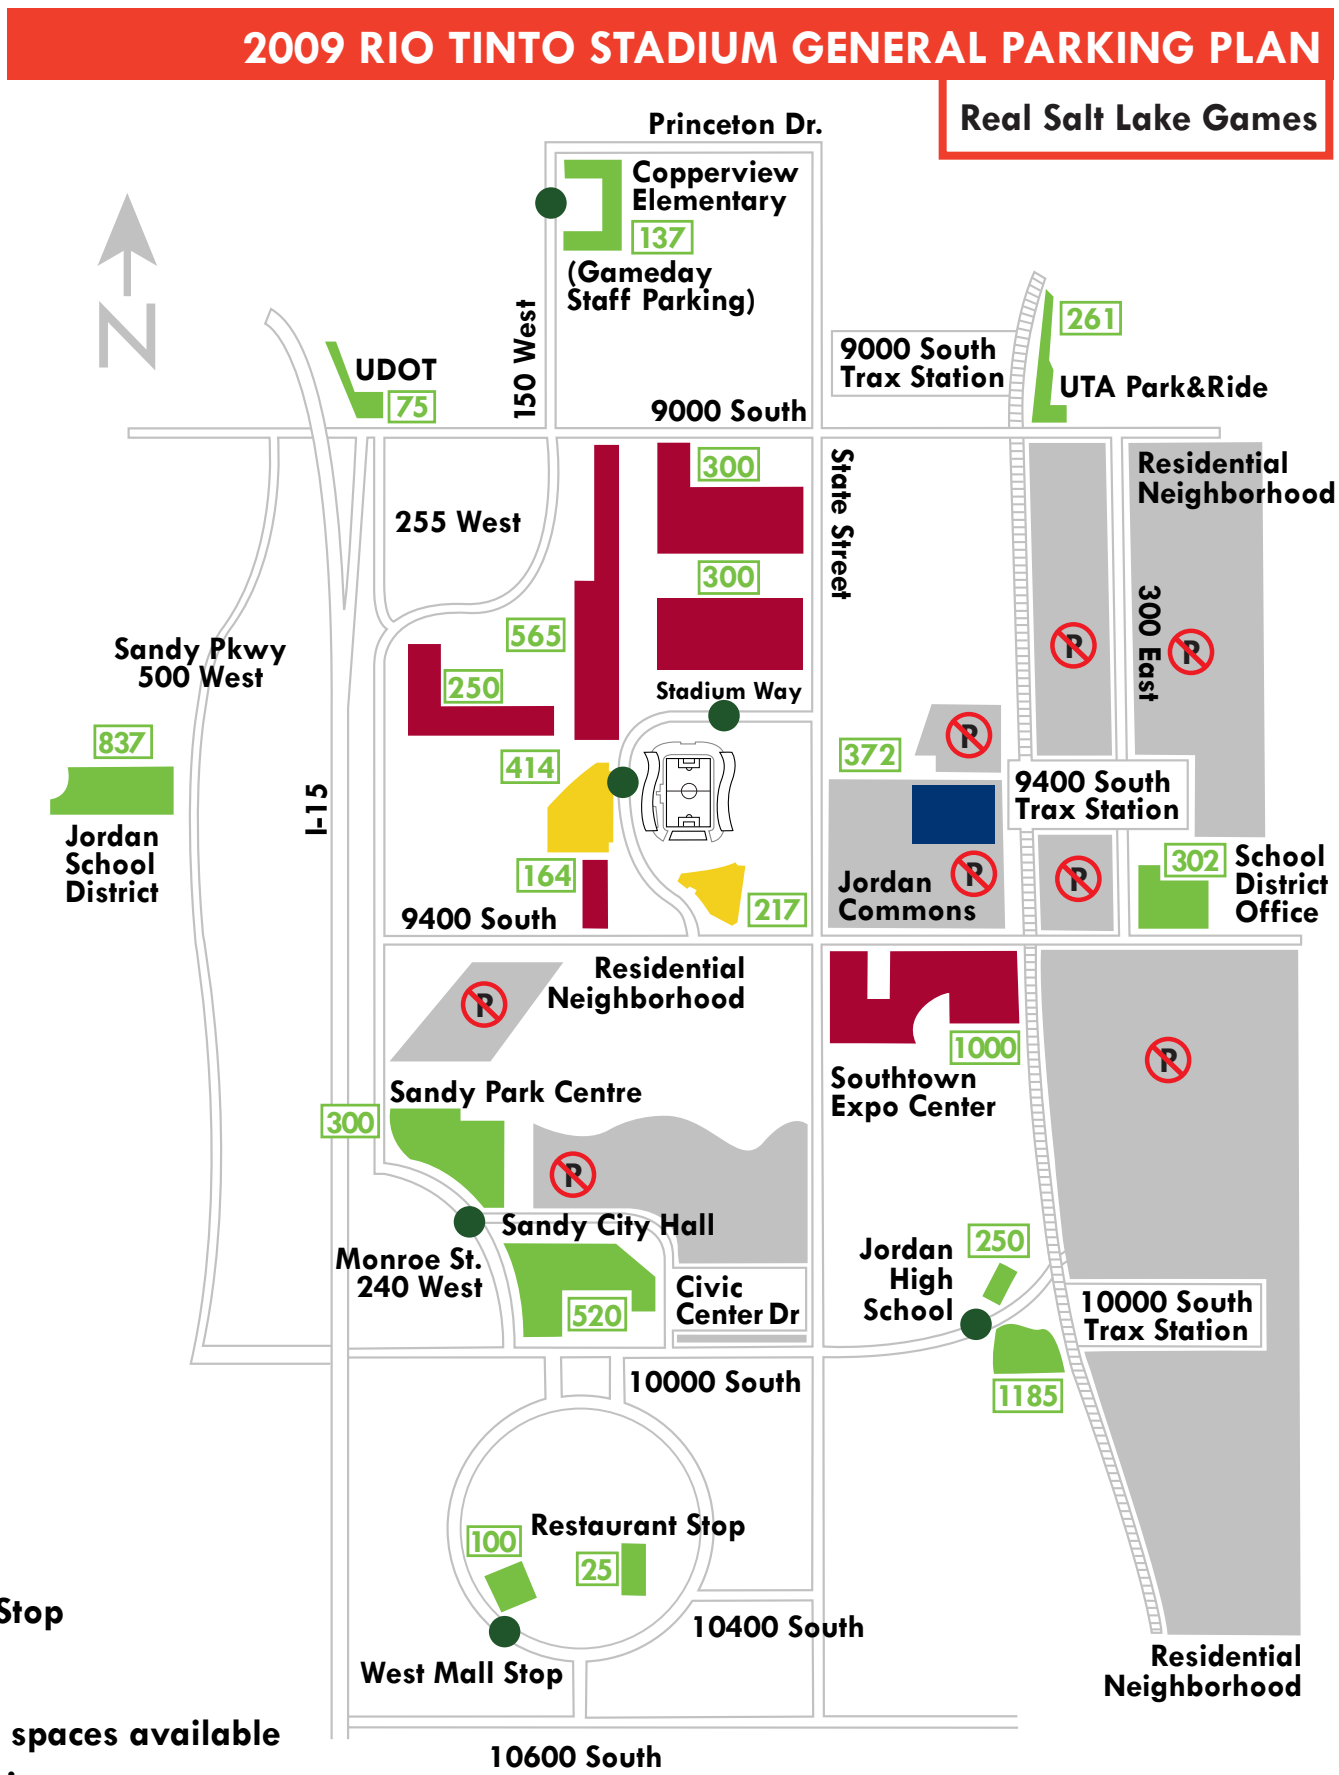 2009 RIO TINTO STADIUM GENERAL PARKING PLAN
Real Salt Lake Games
Princeton Dr.
Copperview
Elementary
137
(Gameday
Staff Parking)
N
150 West
UDOT
75
9000 South
9000 South
Trax Station
261
UTA Park&Ride
State Street
Residential
Neighborhood
300 East
255 West
300
300
565
250
Sandy Pkwy
500 West
837
Jordan
School
District
I-15
Stadium Way
414
164
217
9400 South
372
Jordan
Commons
P
P
P
P
P
9400 South
Trax Station
302
School
District
Office
Residential
Neighborhood
P
Sandy Park Centre
300
P
Sandy City Hall
Monroe St.
240 West
520
Civic
Center Dr
1000
Southtown
Expo Center
P
Jordan
High
School
250
1185
10000 South
Trax Station
10000 South
Restaurant Stop
100
25
10400 South
West Mall Stop
Residential
Neighborhood
10600 South
Stop
spaces available